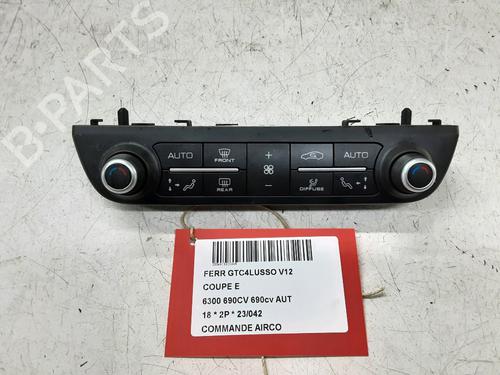 B-PARTS
AUTO
FRONT
+
AUTO
REAR
-
DIFFUSE
FERR GTC4LUSSO V12
COUPE E
6300 690CV 690cv AUT
18 * 2P * 23/042
COMMANDE AIRCO